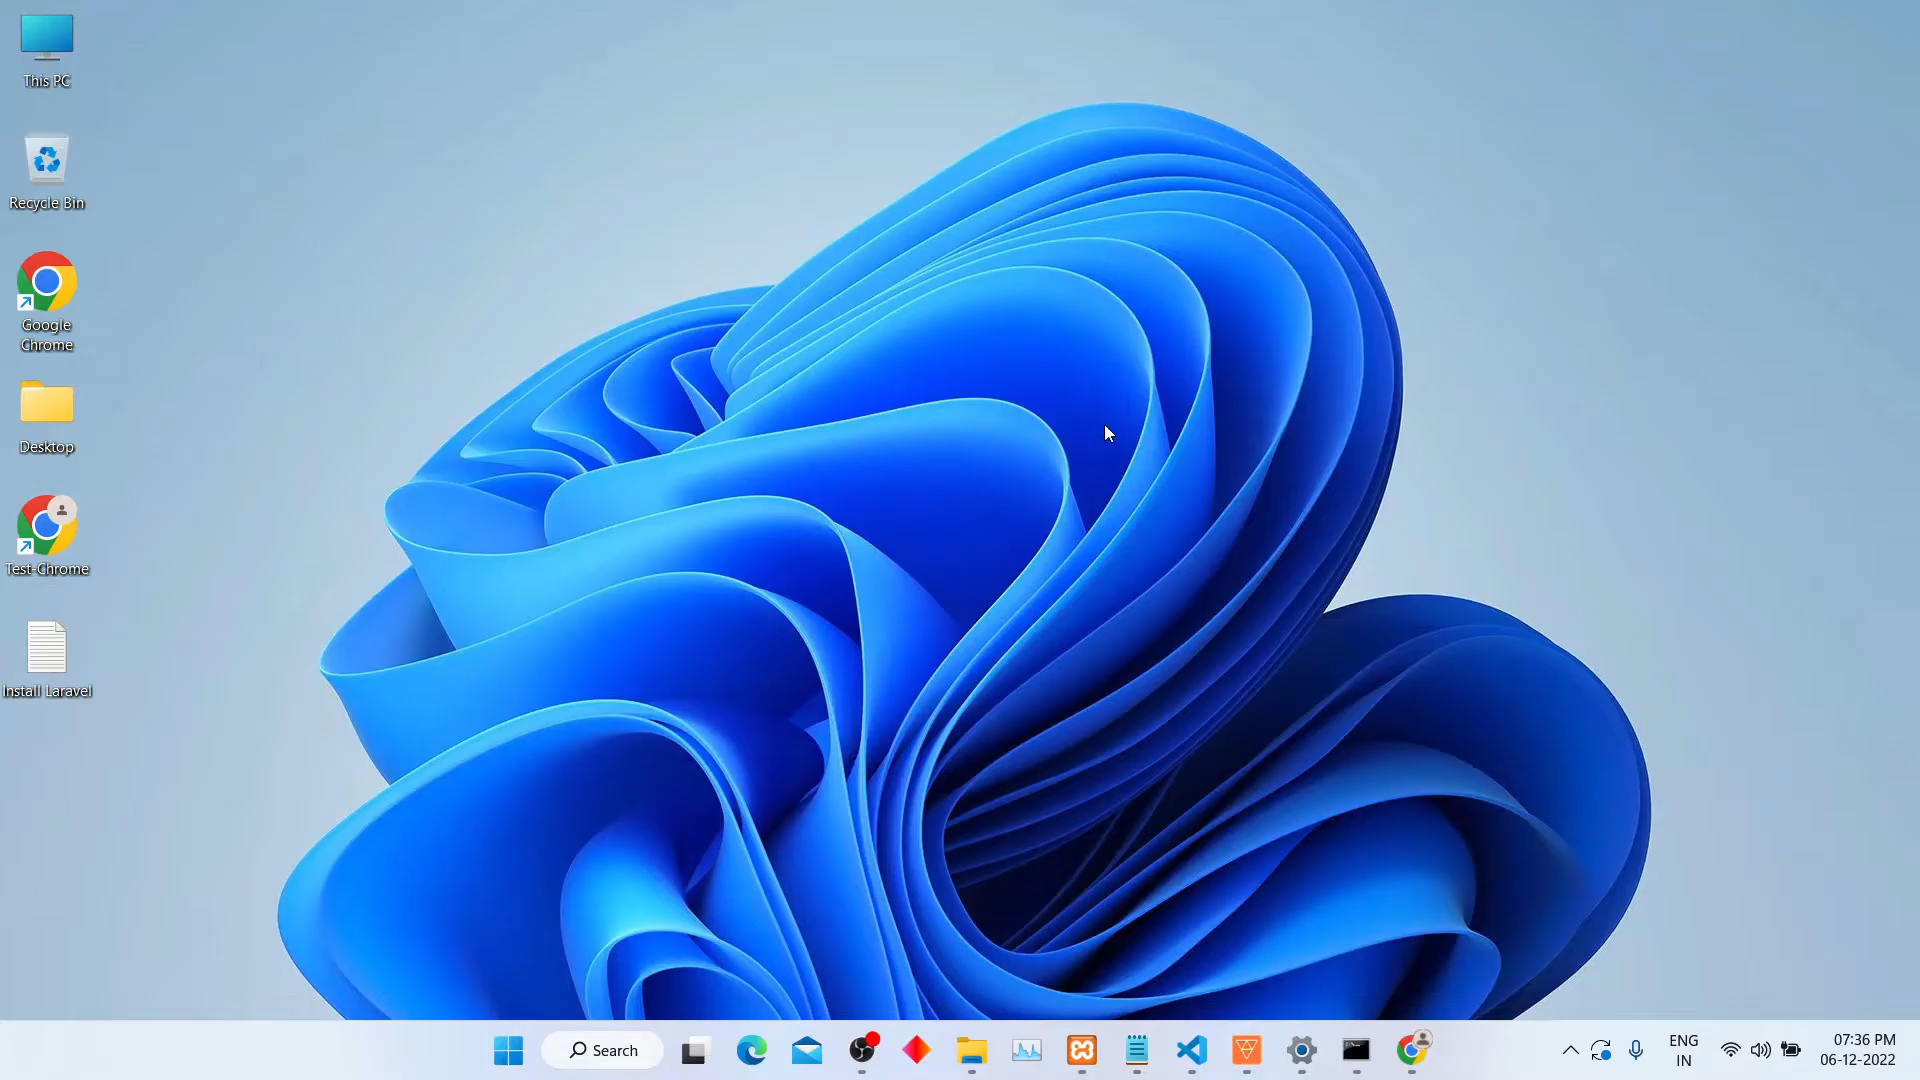 This PC
Recycle Bin
Google
Chrome
Desktop
Test-Chrome
Install Laravel
Search
ENG
IN
07:36 PM
06-12-2022